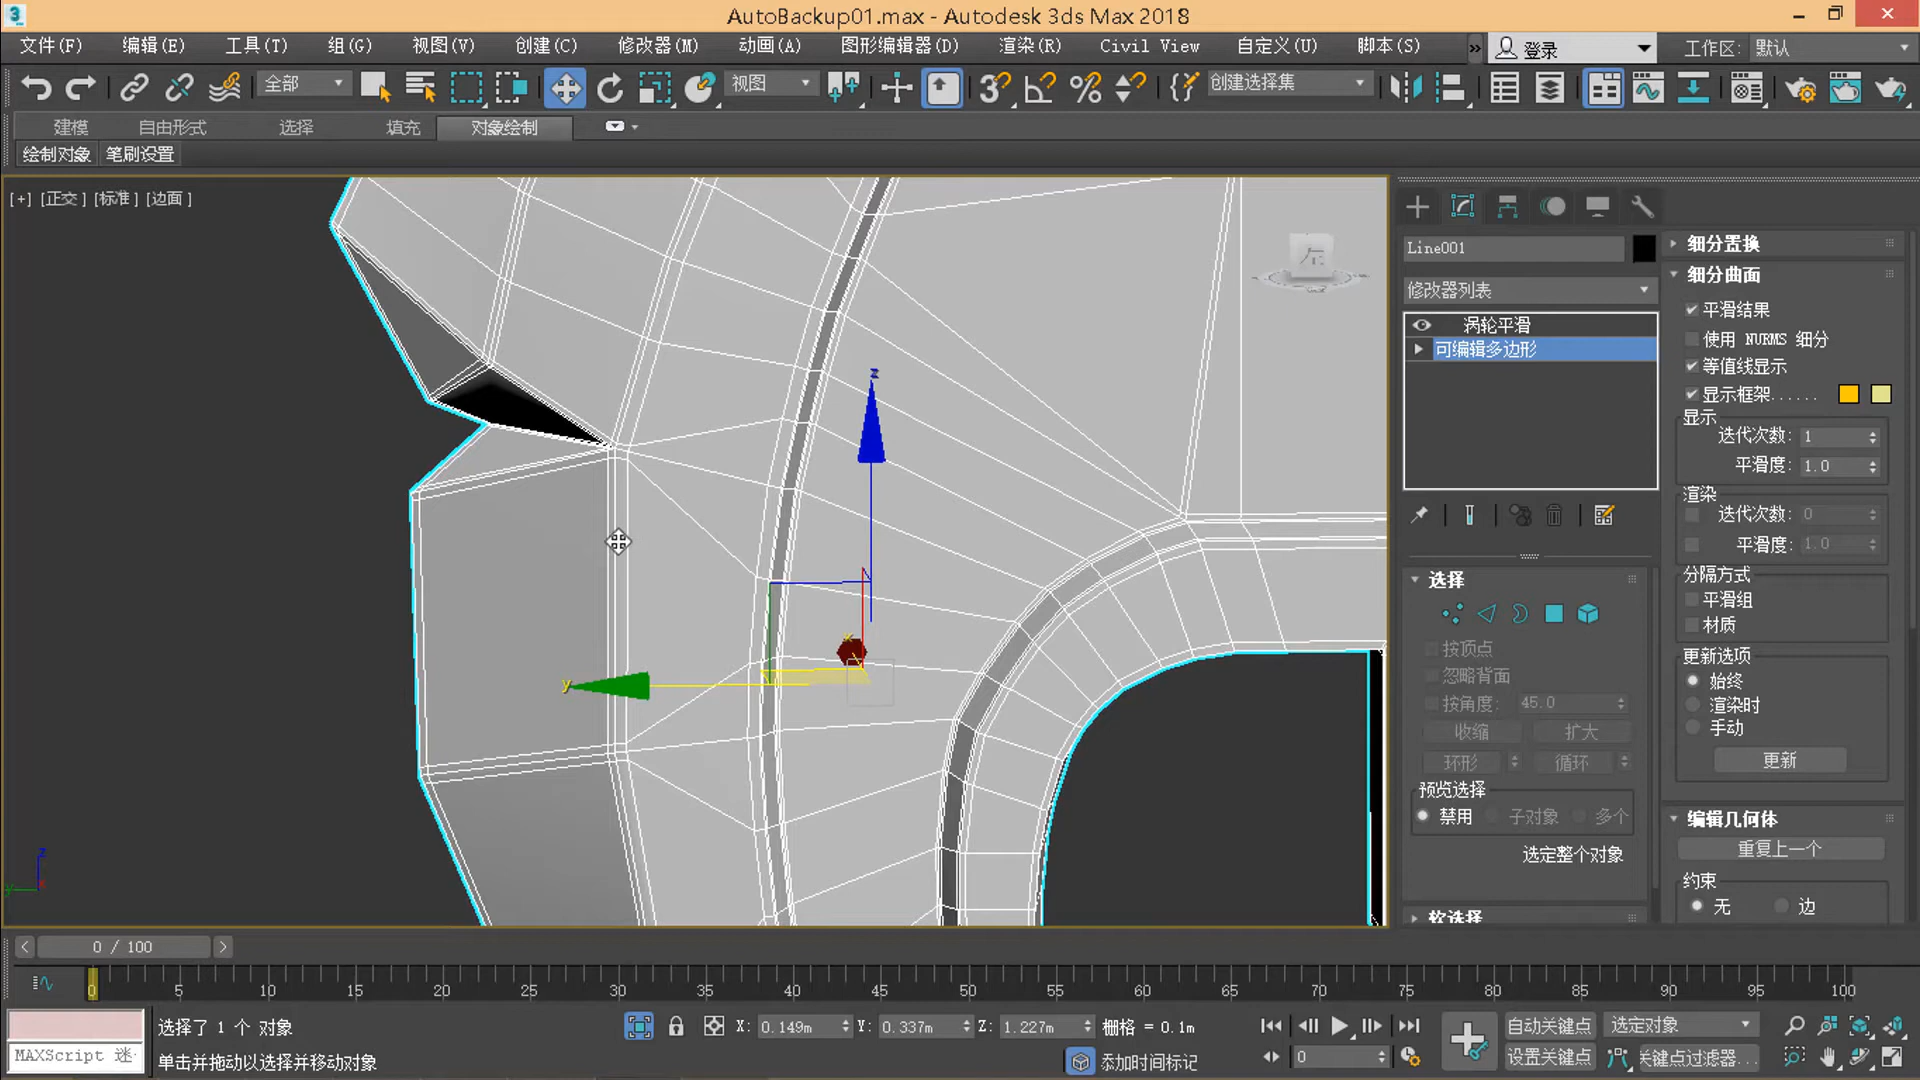 AutoBackup01.max - Autodesk 3ds Max 2018
文件(F) 编辑(E) 工具(T) 组(G) 视图(V) 创建(C) 修改器(M) 动画(A) 图形编辑器(D) 渲染(R) Civil View 自定义(U) 脚本(S) » 登录 工作区: 默认
全部 视图 创建选择集
建模 自由形式 选择 填充 对象绘制
绘制对象 笔刷设置
[+] [正交] [标准] [边面]
z
y
x
左
z
y
Line001
修改器列表
涡轮平滑
可编辑多边形
选择
按顶点
忽略背面
按角度: 45.0
收缩 扩大
环形 循环
预览选择
禁用 子对象 多个
选定整个对象
软选择
细分置换
细分曲面
平滑结果
使用 NURMS 细分
等值线显示
显示框架......
显示
迭代次数: 1
平滑度: 1.0
渲染
迭代次数: 0
平滑度: 1.0
分隔方式
平滑组
材质
更新选项
始终
渲染时
手动
更新
编辑几何体
重复上一个
约束
无 边
< 0 / 100 >
0 5 10 15 20 25 30 35 40 45 50 55 60 65 70 75 80 85 90 95 100
选择了 1 个 对象 X: 0.149m Y: 0.337m Z: 1.227m 栅格 = 0.1m 自动关键点 选定对象
MAXScript 迷 单击并拖动以选择并移动对象 添加时间标记 0 设置关键点 关键点过滤器...